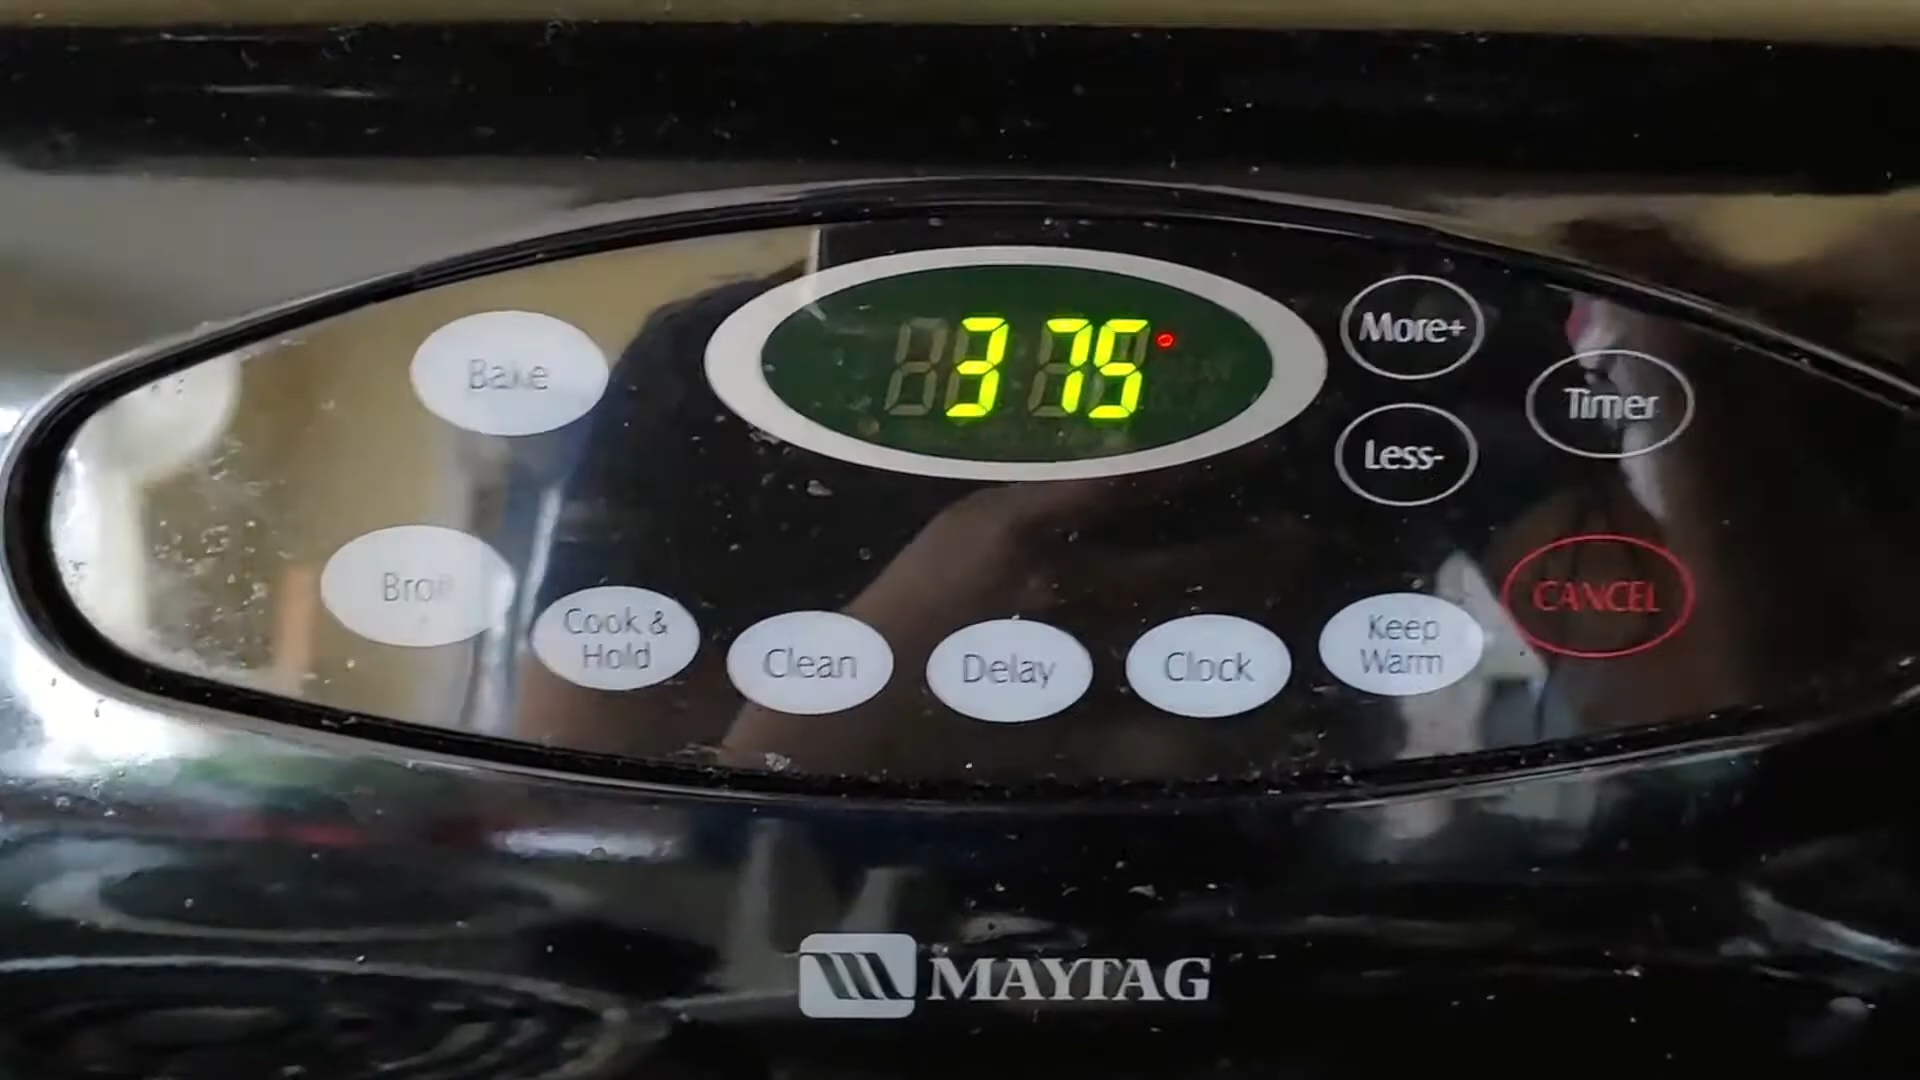 375
More+
Bake
Timer
Less-
Broil
CANCEL
Cook &
Hold
Clean
Delay
Clock
Keep
Warm
MAYTAG